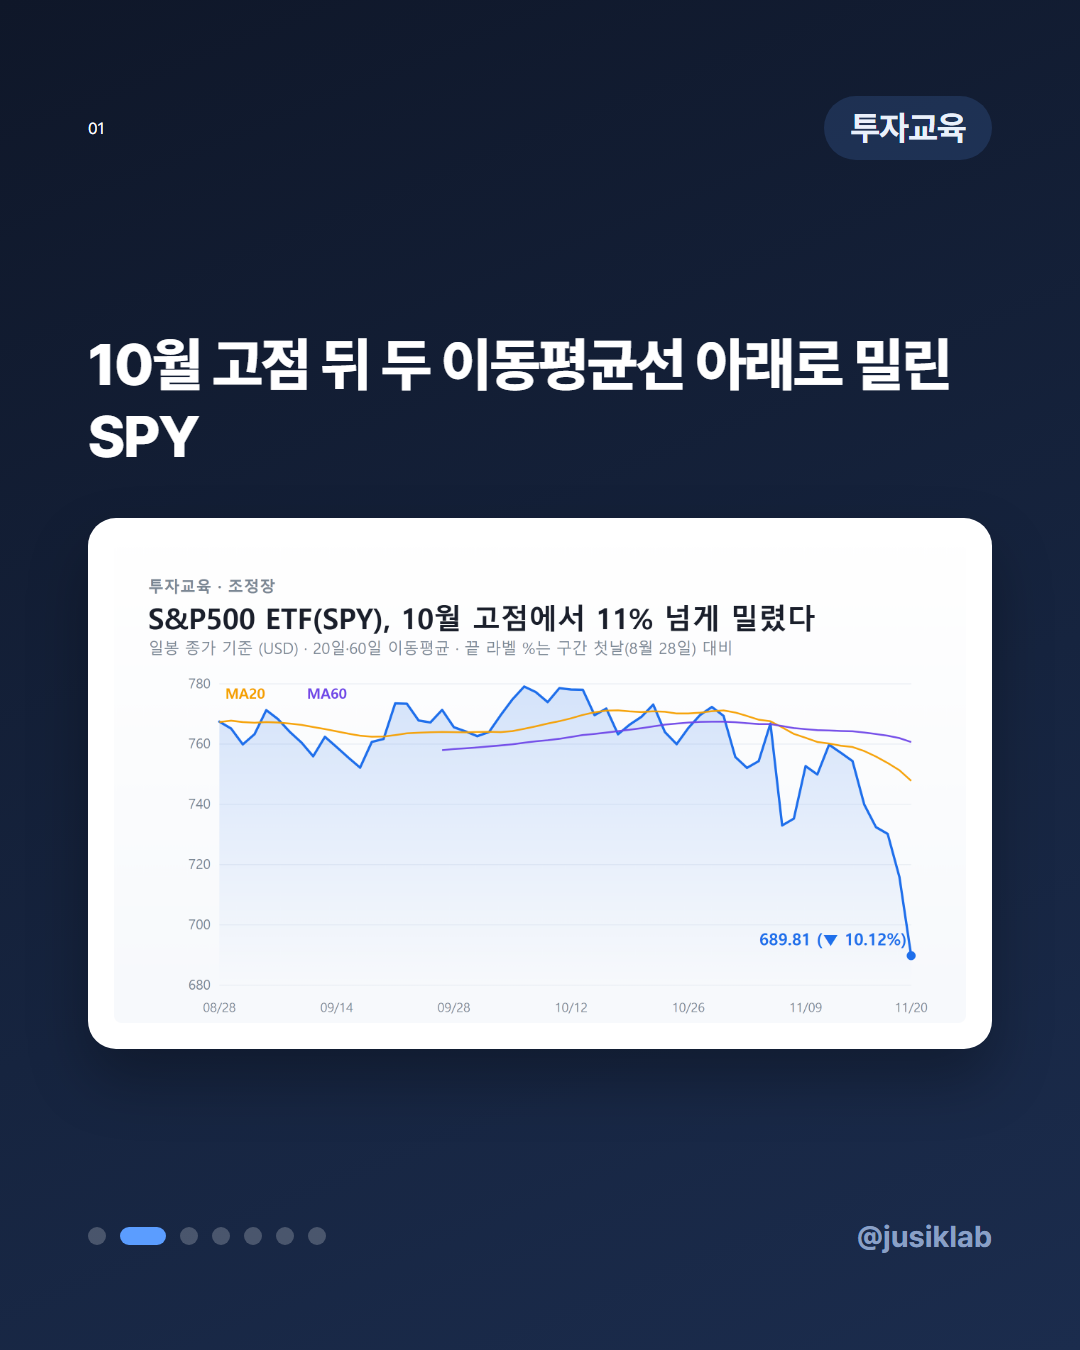 01
투자교육
10월 고점 뒤 두 이동평균선 아래로 밀린
SPY
투자교육 · 조정장
S&P500 ETF(SPY), 10월 고점에서 11% 넘게 밀렸다
일봉 종가 기준 (USD) · 20일·60일 이동평균 · 끝 라벨 %는 구간 첫날(8월 28일) 대비
MA20 MA60
780
760
740
720
700
680
689.81 (▼ 10.12%)
08/28 09/14 09/28 10/12 10/26 11/09 11/20
@jusiklab